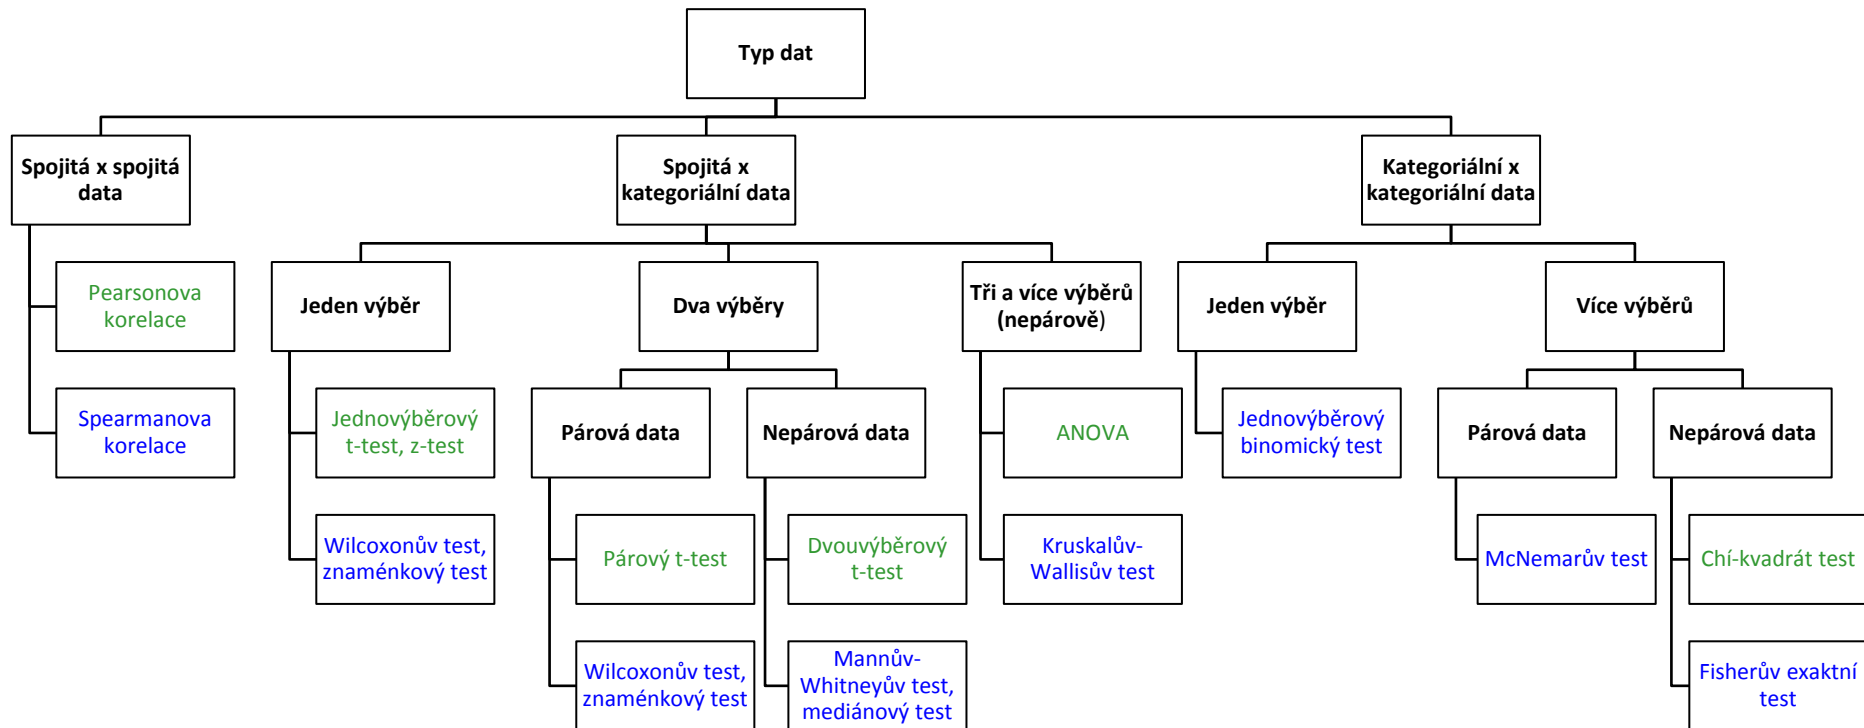 Typ dat
Spojitá x spojitá
data
Spojitá x
kategoriální data
Kategoriální x
kategoriální data
Pearsonova
korelace
Jeden výběr
Dva výběry
Tři a více výběrů
(nepárově)
Jeden výběr
Více výběrů
Spearmanova
korelace
Jednovýběrový
t-test, z-test
Párová data
Nepárová data
ANOVA
Jednovýběrový
binomický test
Párová data
Nepárová data
Wilcoxonův test,
znaménkový test
Párový t-test
Dvouvýběrový
t-test
Kruskalův-
Wallisův test
McNemarův test
Chí-kvadrát test
Wilcoxonův test,
znaménkový test
Mannův-
Whitneyův test,
mediánový test
Fisherův exaktní
test